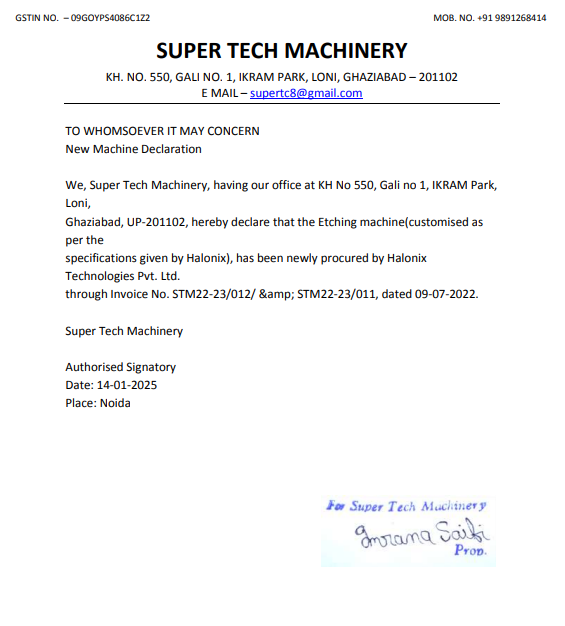 GSTIN NO. – 09GOYPS4086C1Z2 MOB. NO. +91 9891268414
SUPER TECH MACHINERY
KH. NO. 550, GALI NO. 1, IKRAM PARK, LONI, GHAZIABAD – 201102
E MAIL – supertc8@gmail.com
TO WHOMSOEVER IT MAY CONCERN
New Machine Declaration
We, Super Tech Machinery, having our office at KH No 550, Gali no 1, IKRAM Park,
Loni,
Ghaziabad, UP-201102, hereby declare that the Etching machine(customised as
per the
specifications given by Halonix), has been newly procured by Halonix
Technologies Pvt. Ltd.
through Invoice No. STM22-23/012/ &amp; STM22-23/011, dated 09-07-2022.
Super Tech Machinery
Authorised Signatory
Date: 14-01-2025
Place: Noida
For Super Tech Machinery
Imrana Saifi
Prop.